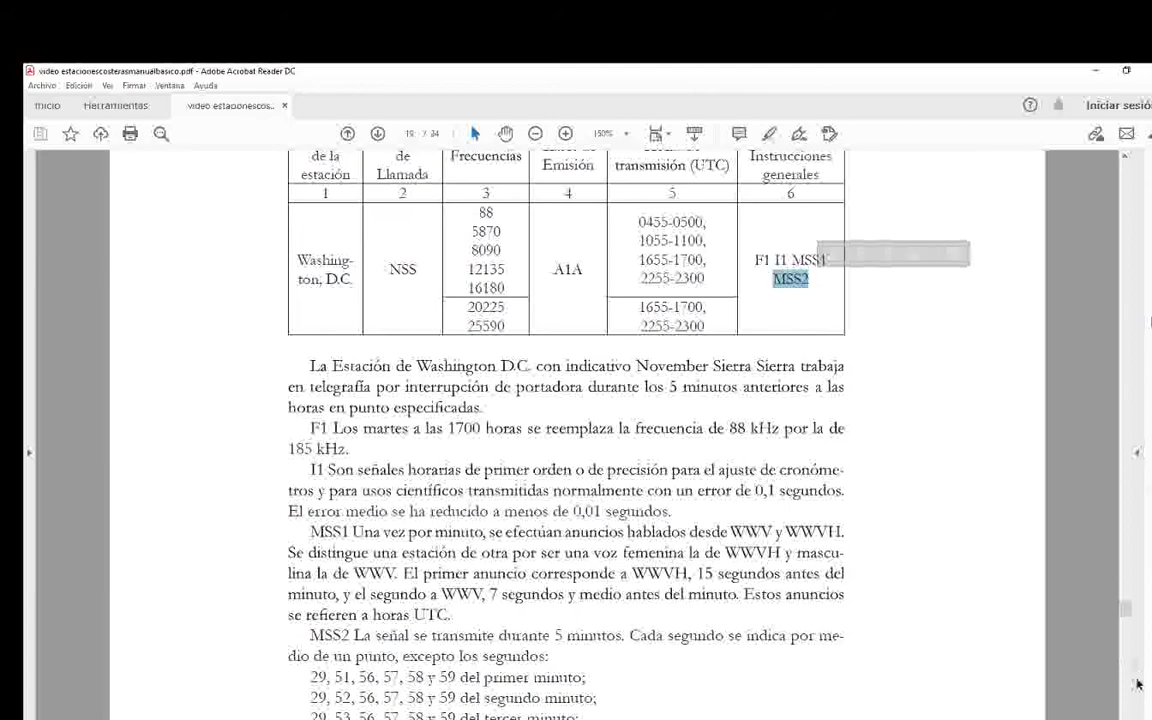 video estacionescosterasmanualbasico.pdf - Adobe Acrobat Reader DC
Archivo Edición Ver Firmar Ventana Ayuda
Inicio Herramientas video estacionescos... × Iniciar sesió
19 / 34 150%
de la estación de Llamada Frecuencias Emisión transmisión (UTC) Instrucciones generales
1 2 3 4 5 6
Washing-
ton, D.C.
NSS
88
5870
8090
12135
16180
20225
25590
A1A
0455-0500,
1055-1100,
1655-1700,
2255-2300
1655-1700,
2255-2300
F1 I1 MSS1
MSS2
La Estación de Washington D.C. con indicativo November Sierra Sierra trabaja
en telegrafía por interrupción de portadora durante los 5 minutos anteriores a las
horas en punto especificadas.
F1 Los martes a las 1700 horas se reemplaza la frecuencia de 88 kHz por la de
185 kHz.
I1 Son señales horarias de primer orden o de precisión para el ajuste de cronóme-
tros y para usos científicos transmitidas normalmente con un error de 0,1 segundos.
El error medio se ha reducido a menos de 0,01 segundos.
MSS1 Una vez por minuto, se efectúan anuncios hablados desde WWV y WWVH.
Se distingue una estación de otra por ser una voz femenina la de WWVH y mascu-
lina la de WWV. El primer anuncio corresponde a WWVH, 15 segundos antes del
minuto, y el segundo a WWV, 7 segundos y medio antes del minuto. Estos anuncios
se refieren a horas UTC.
MSS2 La señal se transmite durante 5 minutos. Cada segundo se indica por me-
dio de un punto, excepto los segundos:
29, 51, 56, 57, 58 y 59 del primer minuto;
29, 52, 56, 57, 58 y 59 del segundo minuto;
29, 53, 56, 57, 58 y 59 del tercer minuto;